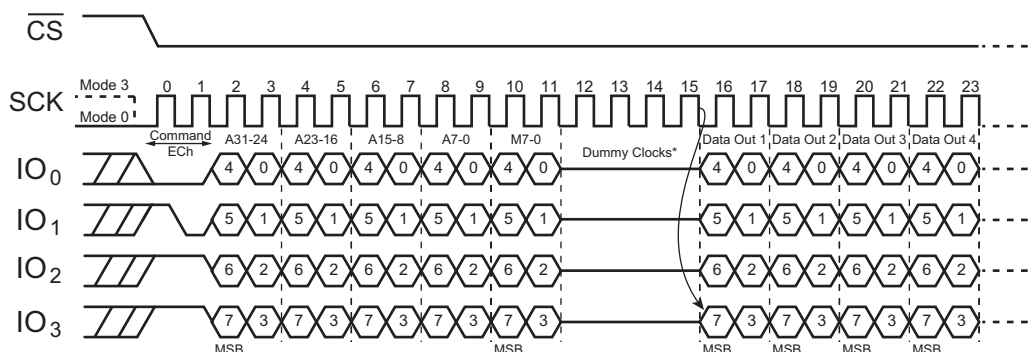 CS
Mode 3
0 1 2 3 4 5 6 7 8 9 10 11 12 13 14 15 16 17 18 19 20 21 22 23
SCK
Mode 0
Command
ECh
A31-24 A23-16 A15-8 A7-0 M7-0 Dummy Clocks* Data Out 1 Data Out 2 Data Out 3 Data Out 4
IO0 4 0 4 0 4 0 4 0 4 0 4 0 4 0 4 0 4 0
IO1 5 1 5 1 5 1 5 1 5 1 5 1 5 1 5 1 5 1
IO2 6 2 6 2 6 2 6 2 6 2 6 2 6 2 6 2 6 2
IO3 7 3 7 3 7 3 7 3 7 3 7 3 7 3 7 3 7 3
MSB MSB MSB MSB MSB MSB